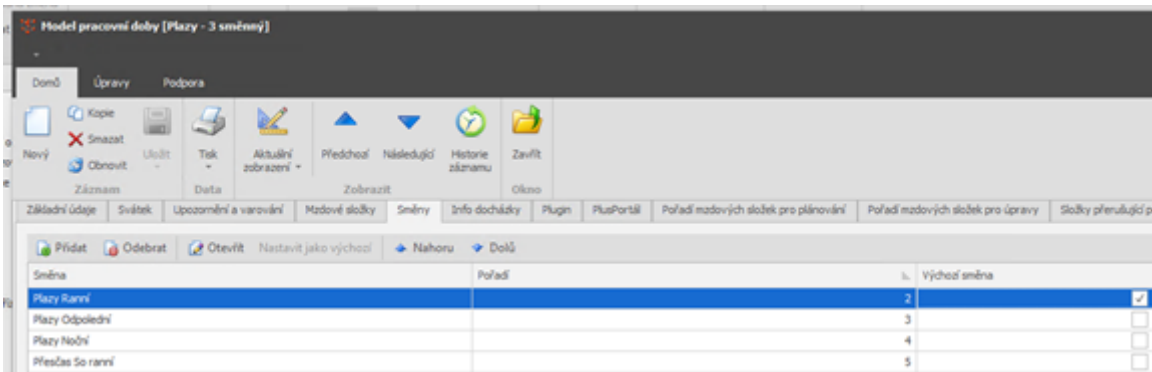 Model pracovní doby [Plazy - 3 směnný]
Domů Úpravy Podpora
Nový Kopie Smazat Obnovit Uložit Tisk Aktuální zobrazení Předchozí Následující Historie záznamu Zavřít
Záznam Data Zobrazit Okno
Základní údaje Svátek Upozornění a varování Mzdové složky Směny Info docházky Plugin PlusPortál Pořadí mzdových složek pro plánování Pořadí mzdových složek pro úpravy Složky přerušující p
Přidat Odebrat Otevřít Nastavit jako výchozí Nahoru Dolů
Směna Pořadí Výchozí směna
Plazy Ranní 2
Plazy Odpolední 3
Plazy Noční 4
Přesčas So ranní 5